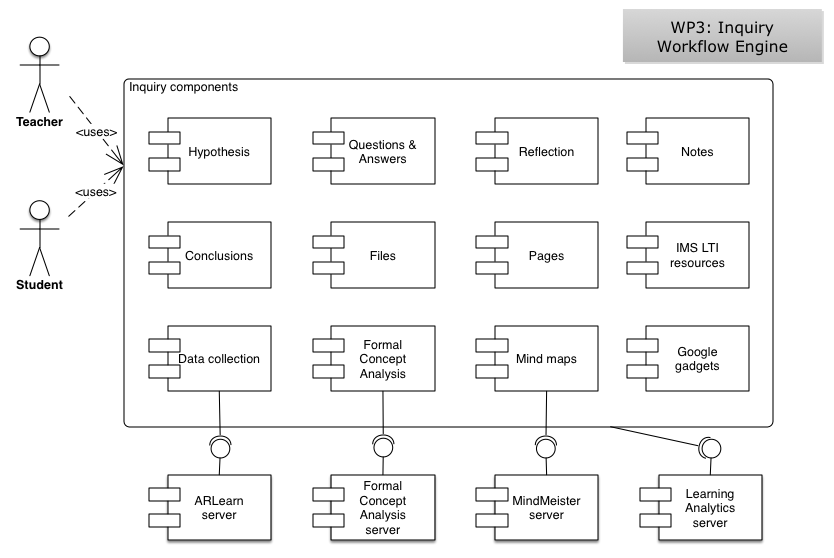 WP3: Inquiry
Workflow Engine
Inquiry components
Teacher
<uses>
<uses>
Student
Hypothesis
Questions &
Answers
Reflection
Notes
Conclusions
Files
Pages
IMS LTI
resources
Data collection
Formal
Concept
Analysis
Mind maps
Google
gadgets
ARLearn
server
Formal
Concept
Analysis
server
MindMeister
server
Learning
Analytics
server